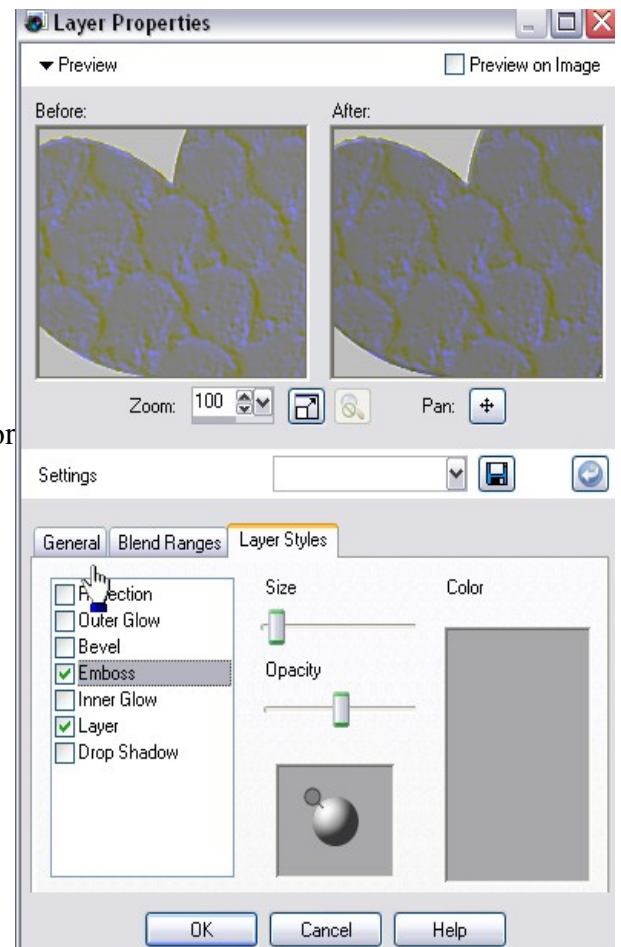 Layer Properties
Preview
Preview on Image
Before:
After:
Zoom: 100
Pan:
or
Settings
General
Blend Ranges
Layer Styles
Outer Glow
Bevel
Emboss
Inner Glow
Layer
Drop Shadow
Size
Opacity
Color
OK
Cancel
Help